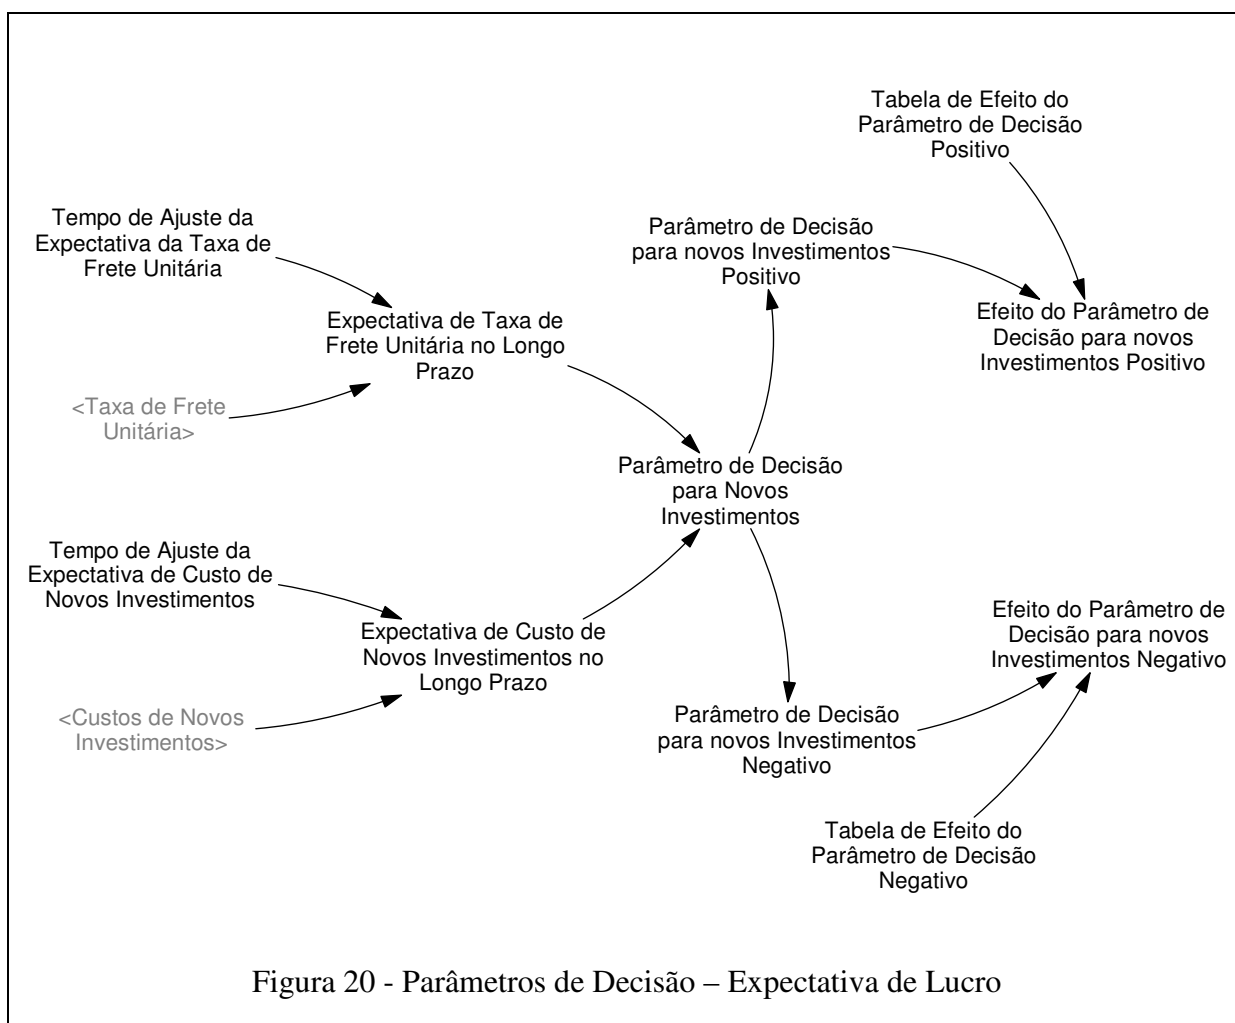 Tabela de Efeito do
Parâmetro de Decisão
Positivo
Tempo de Ajuste da
Expectativa da Taxa de
Frete Unitária
Parâmetro de Decisão
para novos Investimentos
Positivo
Expectativa de Taxa de
Frete Unitária no Longo
Prazo
Efeito do Parâmetro de
Decisão para novos
Investimentos Positivo
<Taxa de Frete
Unitária>
Parâmetro de Decisão
para Novos
Investimentos
Tempo de Ajuste da
Expectativa de Custo de
Novos Investimentos
Expectativa de Custo de
Novos Investimentos no
Longo Prazo
Efeito do Parâmetro de
Decisão para novos
Investimentos Negativo
<Custos de Novos
Investimentos>
Parâmetro de Decisão
para novos Investimentos
Negativo
Tabela de Efeito do
Parâmetro de Decisão
Negativo
Figura 20 - Parâmetros de Decisão – Expectativa de Lucro